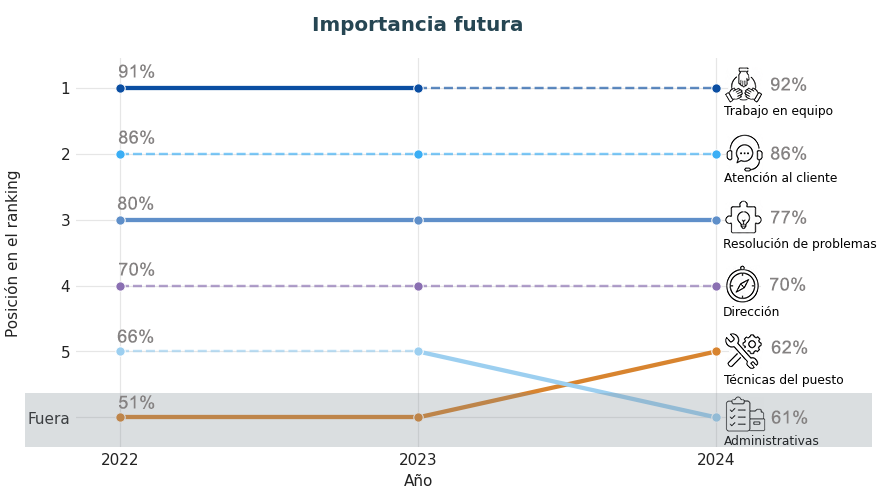 Importancia futura
Posición en el ranking
91%
1
92%
Trabajo en equipo
86%
2
86%
Atención al cliente
80%
3
77%
Resolución de problemas
70%
4
70%
Dirección
66%
5
62%
Técnicas del puesto
51%
Fuera
61%
Administrativas
2022
2023
2024
Año